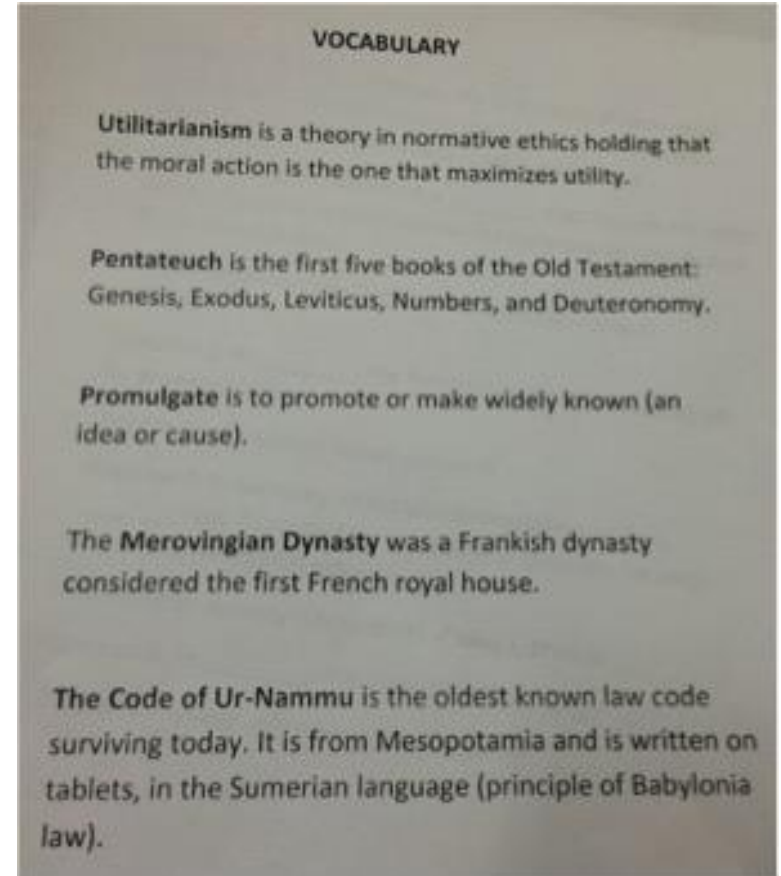 VOCABULARY
Utilitarianism is a theory in normative ethics holding that
the moral action is the one that maximizes utility.
Pentateuch is the first five books of the Old Testament:
Genesis, Exodus, Leviticus, Numbers, and Deuteronomy.
Promulgate is to promote or make widely known (an
idea or cause).
The Merovingian Dynasty was a Frankish dynasty
considered the first French royal house.
The Code of Ur-Nammu is the oldest known law code
surviving today. It is from Mesopotamia and is written on
tablets, in the Sumerian language (principle of Babylonia
law).